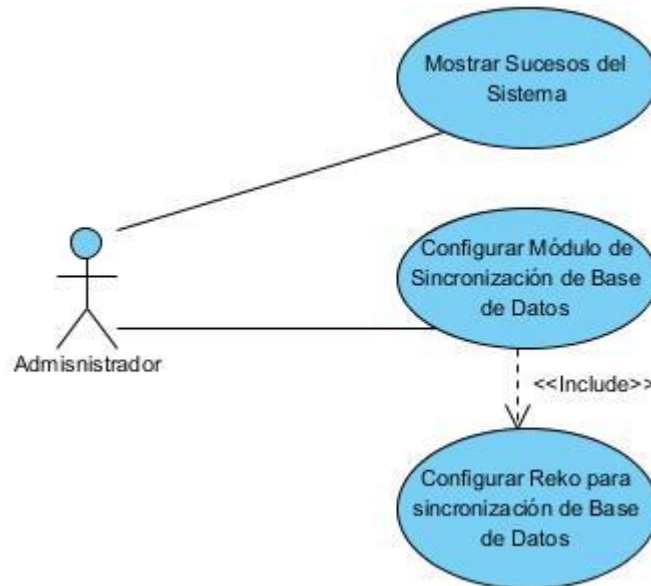 Mostrar Sucesos del
Sistema
Configurar Módulo de
Sincronización de Base
de Datos
Admisnistrador
<<Include>>
Configurar Reko para
sincronización de Base
de Datos